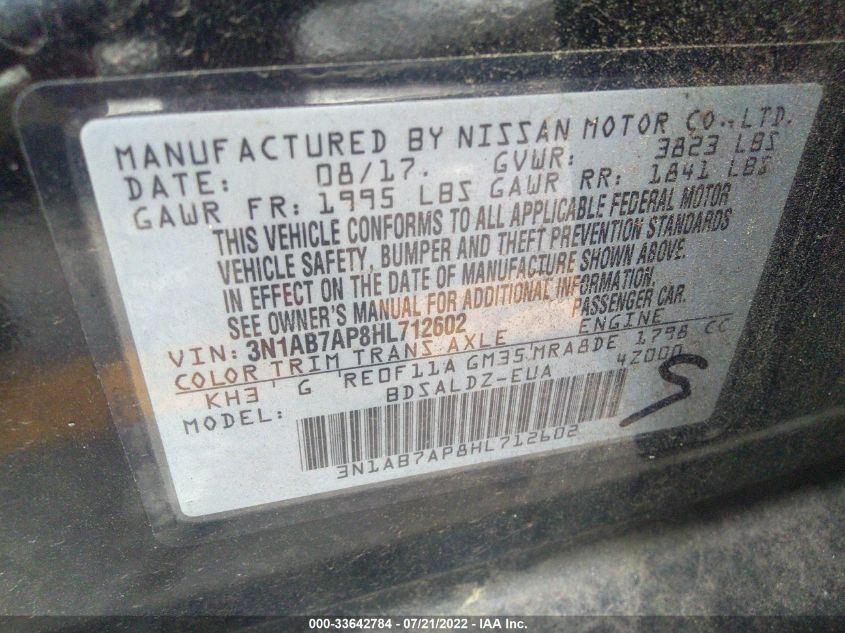 MANUFACTURED BY NISSAN MOTOR CO.,LTD.
DATE: 08/17. GVWR: 3823 LBS
GAWR FR: 1995 LBS GAWR RR: 1841 LBS
THIS VEHICLE CONFORMS TO ALL APPLICABLE FEDERAL MOTOR
VEHICLE SAFETY, BUMPER AND THEFT PREVENTION STANDARDS
IN EFFECT ON THE DATE OF MANUFACTURE SHOWN ABOVE.
SEE OWNER'S MANUAL FOR ADDITIONAL INFORMATION.
VIN: 3N1AB7AP8HL712602 PASSENGER CAR.
COLOR TRIM TRANS AXLE ENGINE
KH3 G RE0F11A GM35 MRA8DE 1798 CC
MODEL: BDSALDZ-EUA 4Z000
3N1AB7AP8HL712602
5
000-33642784 - 07/21/2022 - IAA Inc.